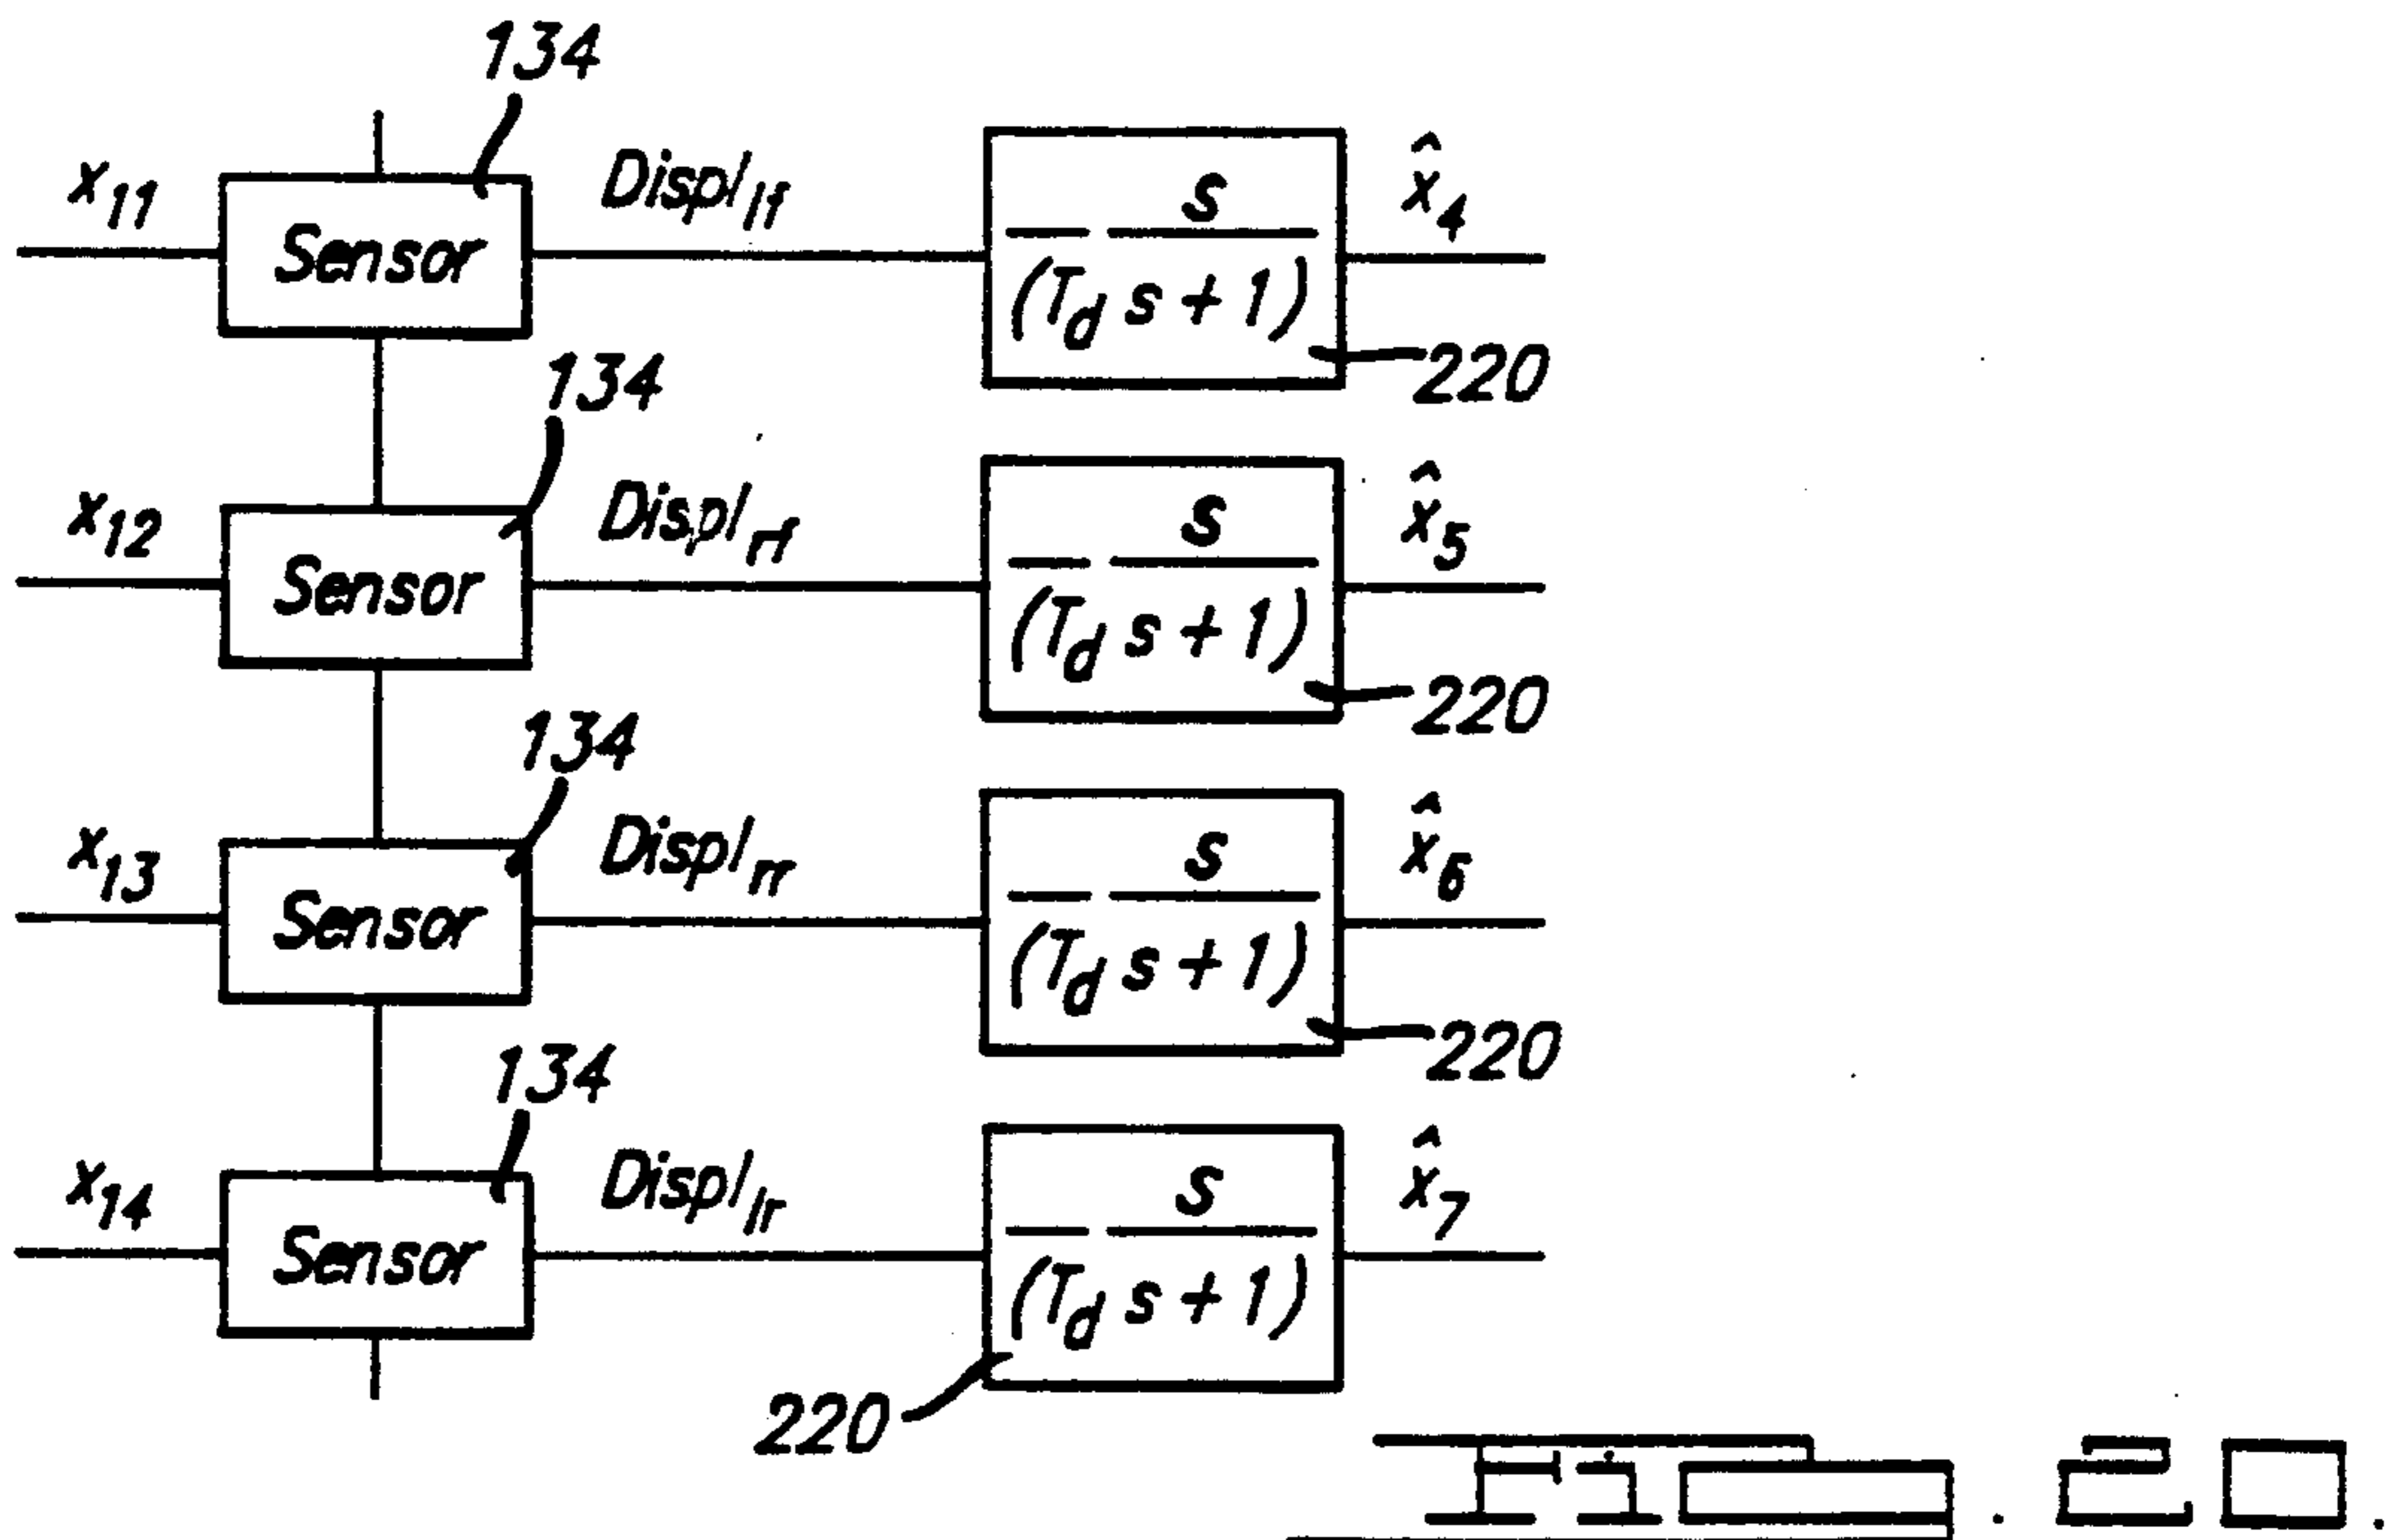 134
x11 Sensor Displlf - s/(Td s + 1) x̂4
220
134
x12 Sensor Displrf - s/(Td s + 1) x̂5
220
134
x13 Sensor Displrr - s/(Td s + 1) x̂6
220
134
x14 Sensor Displlr - s/(Td s + 1) x̂7
220
Fig. 20.